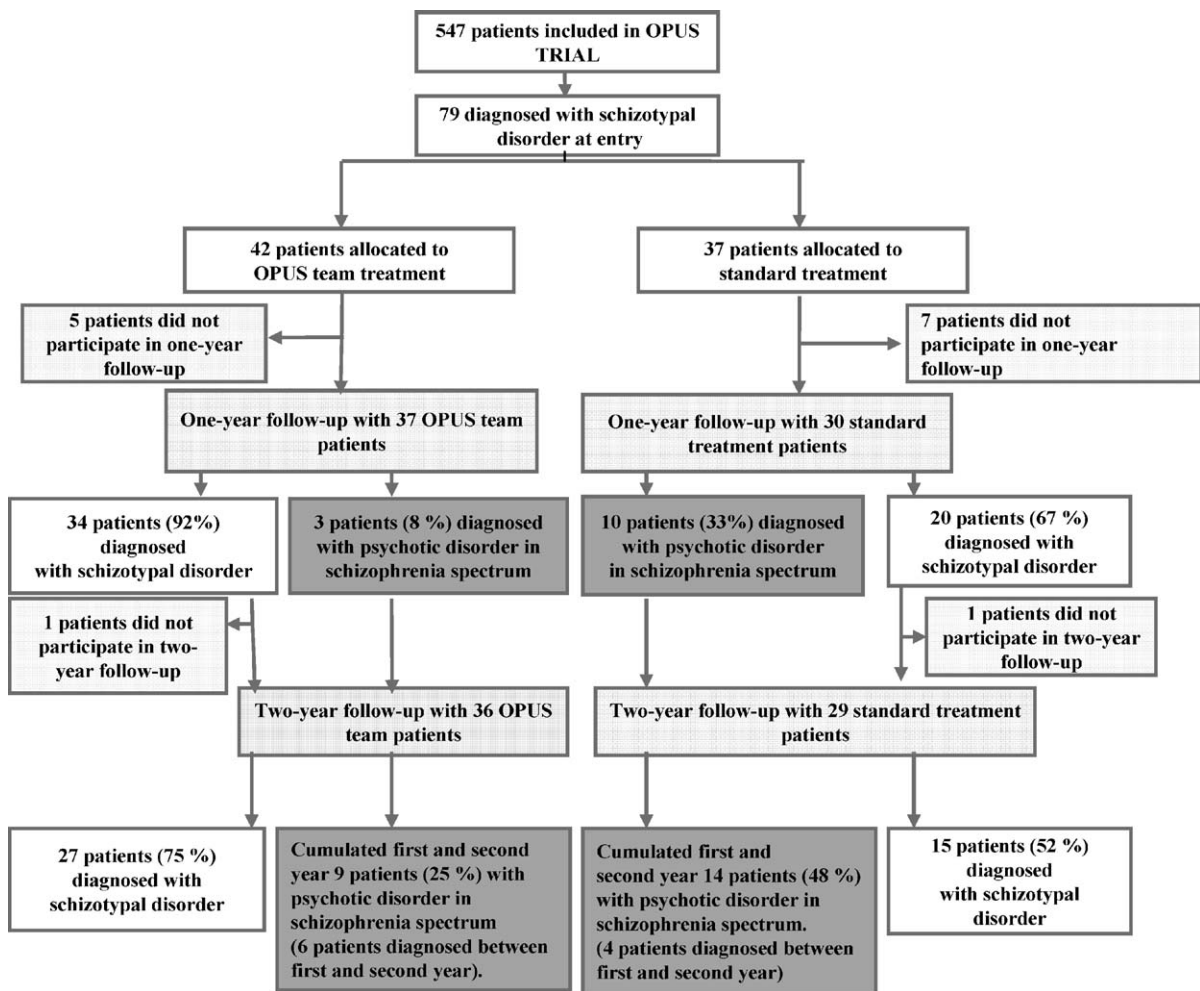 547 patients included in OPUS
TRIAL
79 diagnosed with schizotypal
disorder at entry
42 patients allocated to
OPUS team treatment
37 patients allocated to
standard treatment
5 patients did not
participate in one-year
follow-up
7 patients did not
participate in one-year
follow-up
One-year follow-up with 37 OPUS team
patients
One-year follow-up with 30 standard
treatment patients
34 patients (92%)
diagnosed
with schizotypal disorder
3 patients (8 %) diagnosed
with psychotic disorder in
schizophrenia spectrum
10 patients (33%) diagnosed
with psychotic disorder
in schizophrenia spectrum
20 patients (67 %)
diagnosed with
schizotypal disorder
1 patients did not
participate in two-
year follow-up
1 patients did not
participate in two-year
follow-up
Two-year follow-up with 36 OPUS
team patients
Two-year follow-up with 29 standard treatment
patients
27 patients (75 %)
diagnosed with
schizotypal disorder
Cumulated first and second
year 9 patients (25 %) with
psychotic disorder in
schizophrenia spectrum
(6 patients diagnosed between
first and second year).
Cumulated first and
second year 14 patients (48 %)
with psychotic disorder in
schizophrenia spectrum.
(4 patients diagnosed between
first and second year)
15 patients (52 %)
diagnosed
with schizotypal
disorder